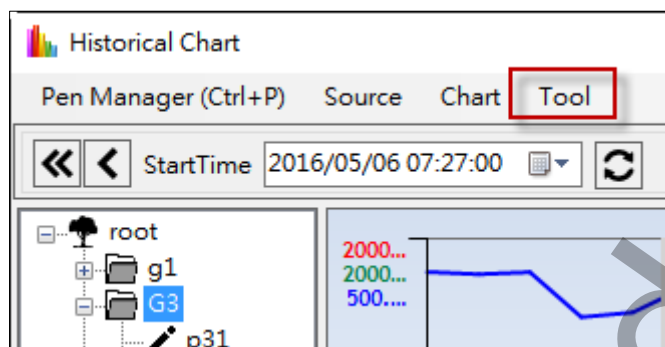 Historical Chart
Pen Manager (Ctrl+P) Source Chart Tool
StartTime 2016/05/06 07:27:00
root
g1
G3
p31
2000...
2000...
500....